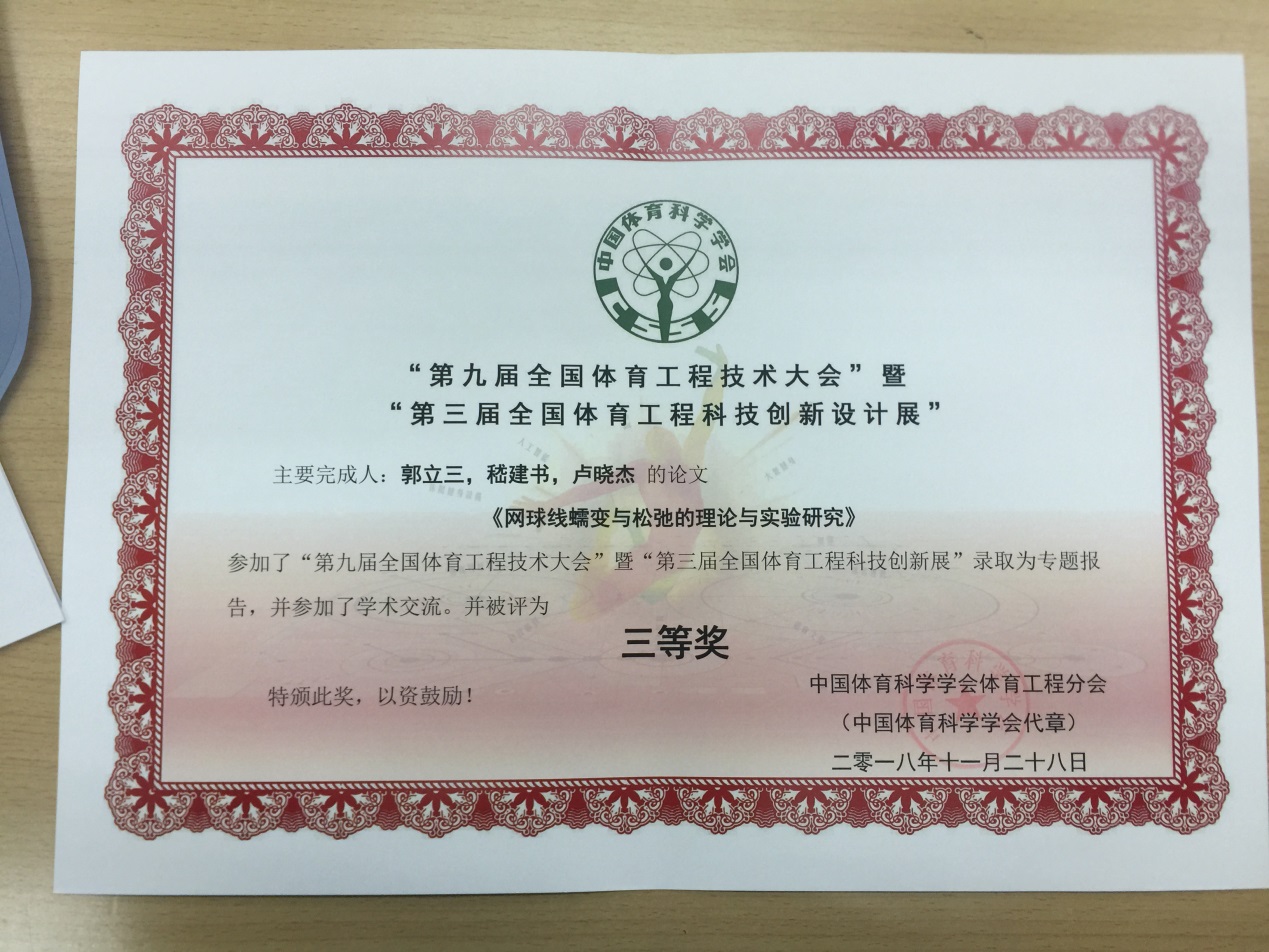 中国体育科学学会
“第九届全国体育工程技术大会”暨
“第三届全国体育工程科技创新设计展”
主要完成人：郭立三，嵇建书，卢晓杰 的论文
《网球线蠕变与松弛的理论与实验研究》
参加了“第九届全国体育工程技术大会”暨“第三届全国体育工程科技创新展”录取为专题报
告，并参加了学术交流。并被评为
三等奖
特颁此奖，以资鼓励！
中国体育科学学会体育工程分会
（中国体育科学学会代章）
二零一八年十一月二十八日